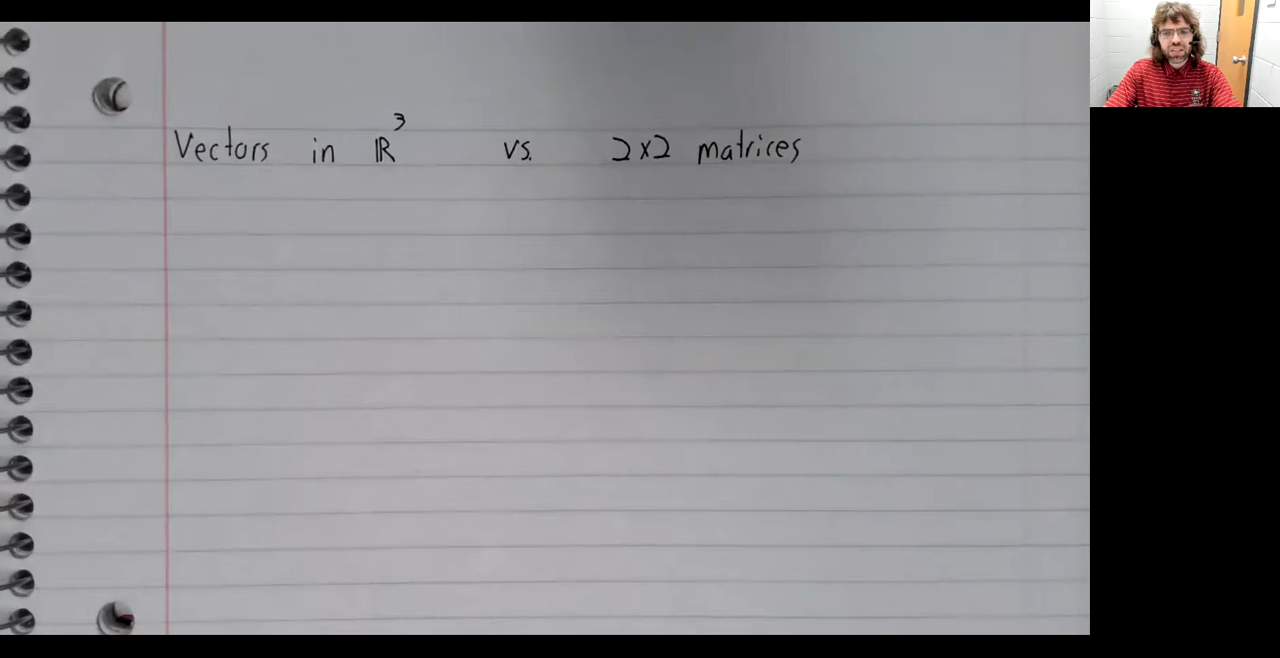 Vectors in ℝ³ vs. 2x2 matrices